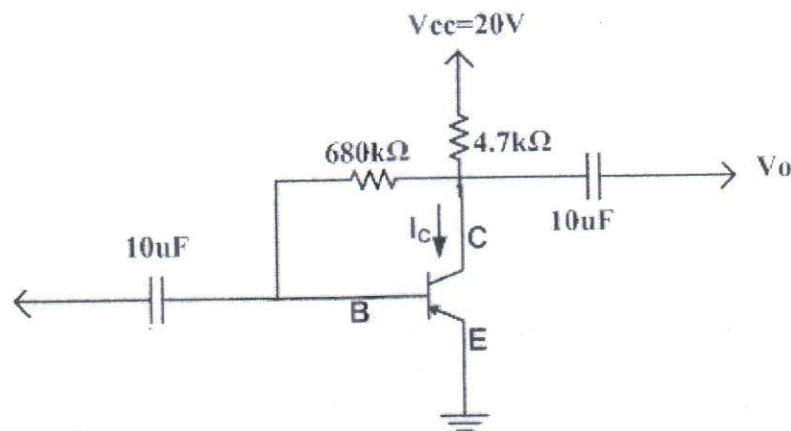 Vcc=20V
680kΩ
4.7kΩ
Vo
10uF
IC
C
10uF
B
E